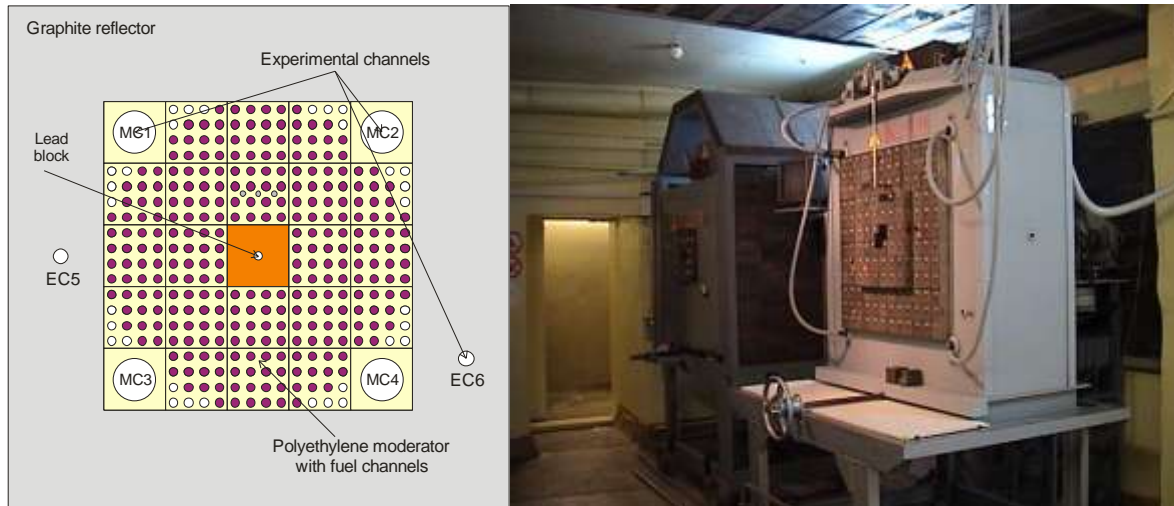 Graphite reflector
Experimental channels
MC1
MC2
Lead
block
EC5
EC6
MC3
MC4
Polyethylene moderator
with fuel channels